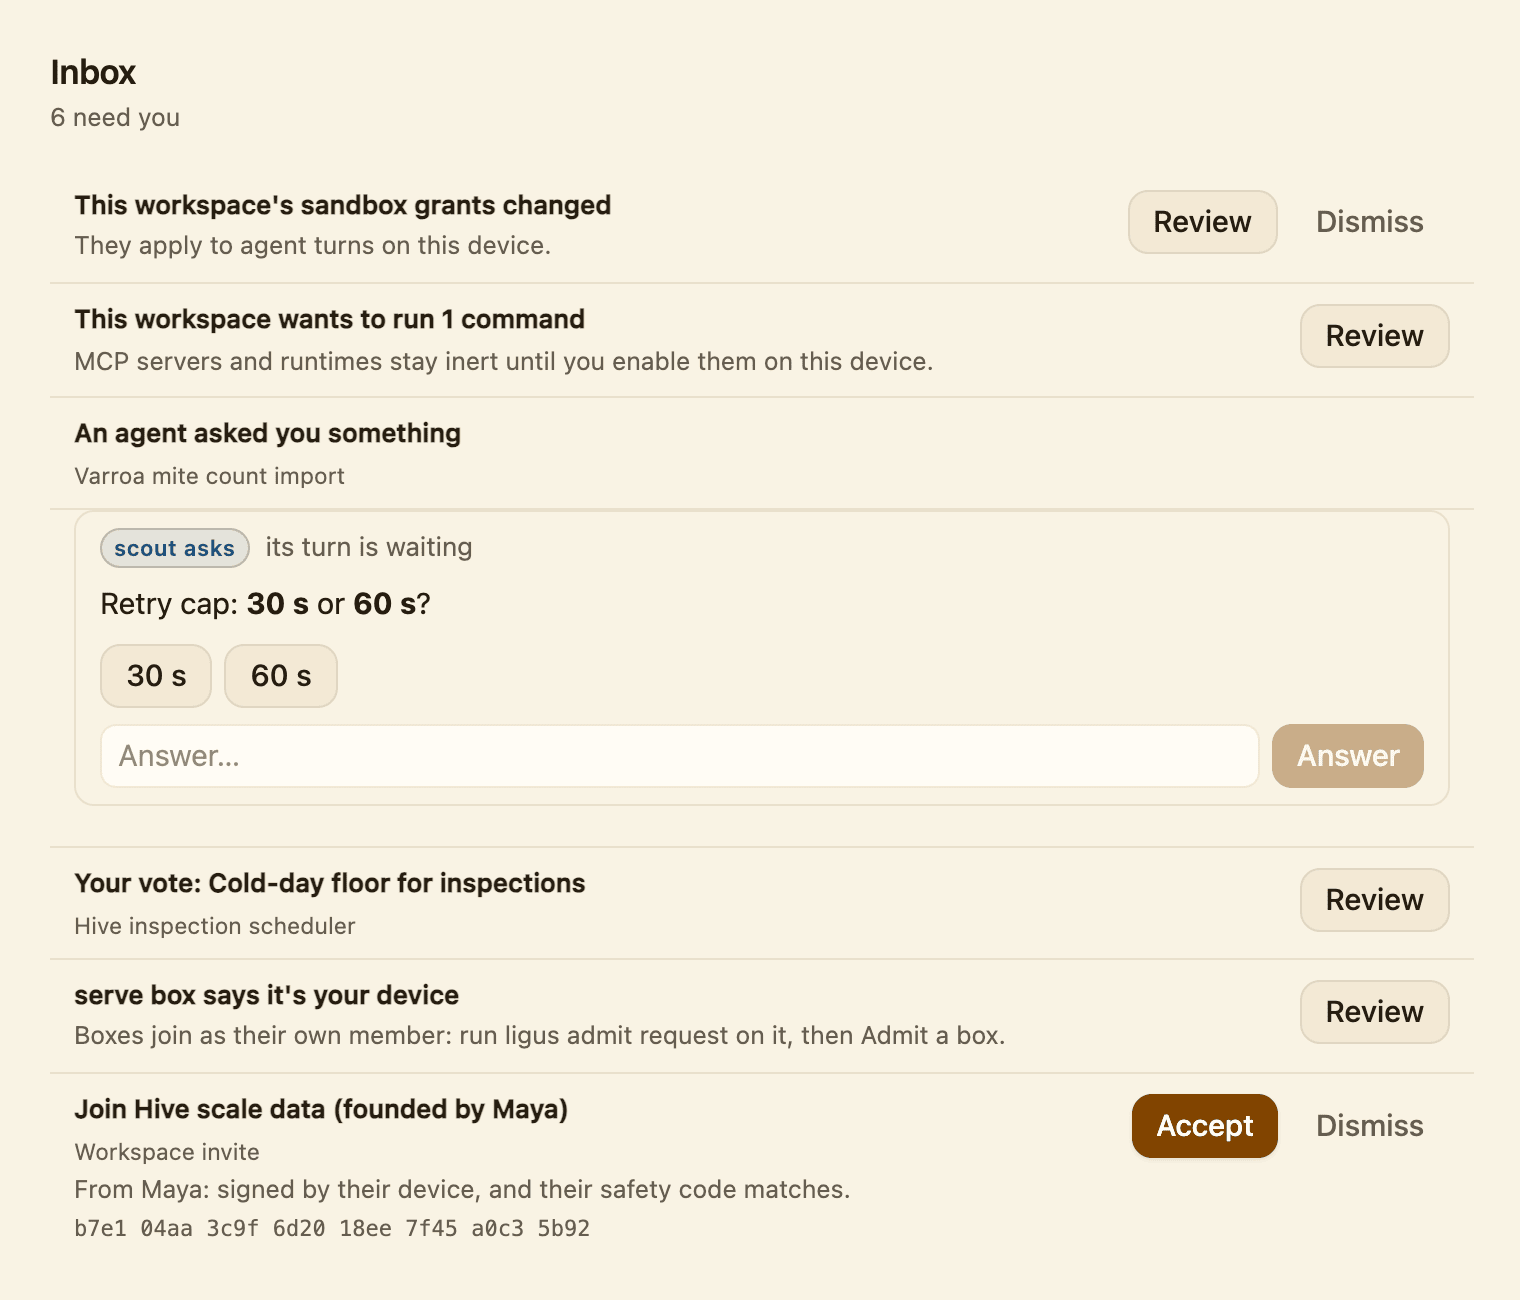 Inbox
6 need you
This workspace's sandbox grants changed
They apply to agent turns on this device.
Review
Dismiss
This workspace wants to run 1 command
MCP servers and runtimes stay inert until you enable them on this device.
Review
An agent asked you something
Varroa mite count import
scout asks its turn is waiting
Retry cap: 30 s or 60 s?
30 s
60 s
Answer...
Answer
Your vote: Cold-day floor for inspections
Hive inspection scheduler
Review
serve box says it's your device
Boxes join as their own member: run ligus admit request on it, then Admit a box.
Review
Join Hive scale data (founded by Maya)
Workspace invite
From Maya: signed by their device, and their safety code matches.
b7e1 04aa 3c9f 6d20 18ee 7f45 a0c3 5b92
Accept
Dismiss